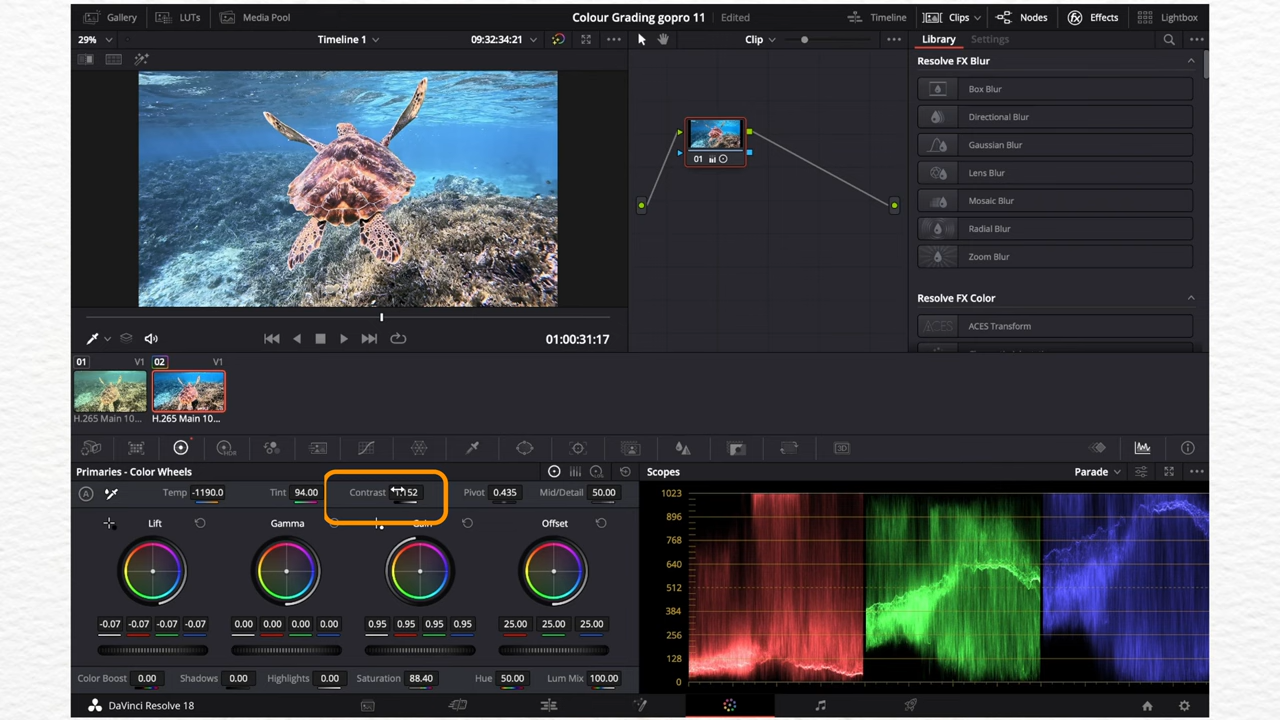 Gallery LUTs Media Pool Colour Grading gopro 11 Edited Timeline Clips Nodes Effects Lightbox
29% Timeline 1 09:32:34:21 Clip Library Settings
Resolve FX Blur
Box Blur
Directional Blur
Gaussian Blur
Lens Blur
Mosaic Blur
Radial Blur
Zoom Blur
Resolve FX Color
ACES ACES Transform
01
01:00:31:17
01 V1 02 V1
H.265 Main 10... H.265 Main 10...
HDR 3D
Primaries - Color Wheels Scopes Parade
A Temp -1190.0 Tint 94.00 Contrast Pivot 0.435 Mid/Detail 50.00
Lift Gamma Gain Offset
-0.07 -0.07 -0.07 -0.07 0.00 0.00 0.00 0.00 0.95 0.95 0.95 0.95 25.00 25.00 25.00
Color Boost 0.00 Shadows 0.00 Highlights 0.00 Saturation 88.40 Hue 50.00 Lum Mix 100.00
1023
896
768
640
512
384
256
128
0
DaVinci Resolve 18